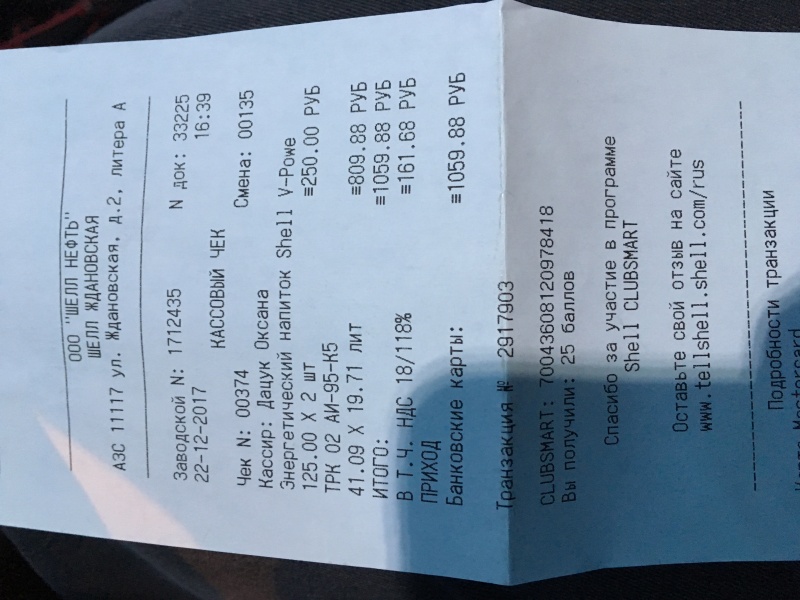 ООО "ШЕЛЛ НЕФТЬ"
ШЕЛЛ ЖДАНОВСКАЯ
АЗС 11117 ул. Ждановская, д.2, литера А
Заводской N: 1712435 N док: 33225
22-12-2017 16:39
КАССОВЫЙ ЧЕК
Чек N: 00374 Смена: 00135
Кассир: Дацук Оксана
Энергетический напиток Shell V-Powe
125.00 X 2 шт ≡250.00 РУБ
ТРК 02 АИ-95-К5
41.09 X 19.71 лит ≡809.88 РУБ
ИТОГО: ≡1059.88 РУБ
В Т.Ч. НДС 18/118% ≡161.68 РУБ
ПРИХОД
Банковские карты: ≡1059.88 РУБ
Транзакция № 2917903
CLUBSMART: 700436081209784 18
Вы получили: 25 баллов
Спасибо за участие в программе
Shell CLUBSMART
Оставьте свой отзыв на сайте
www.tellshell.shell.com/rus
Подробности транзакции
Карта Mastercard